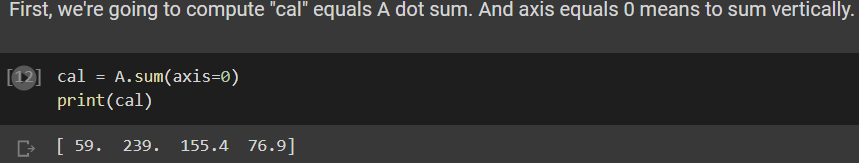 First, we're going to compute "cal" equals A dot sum. And axis equals 0 means to sum vertically.
[12] cal = A.sum(axis=0)
print(cal)
[ 59.  239.  155.4  76.9]